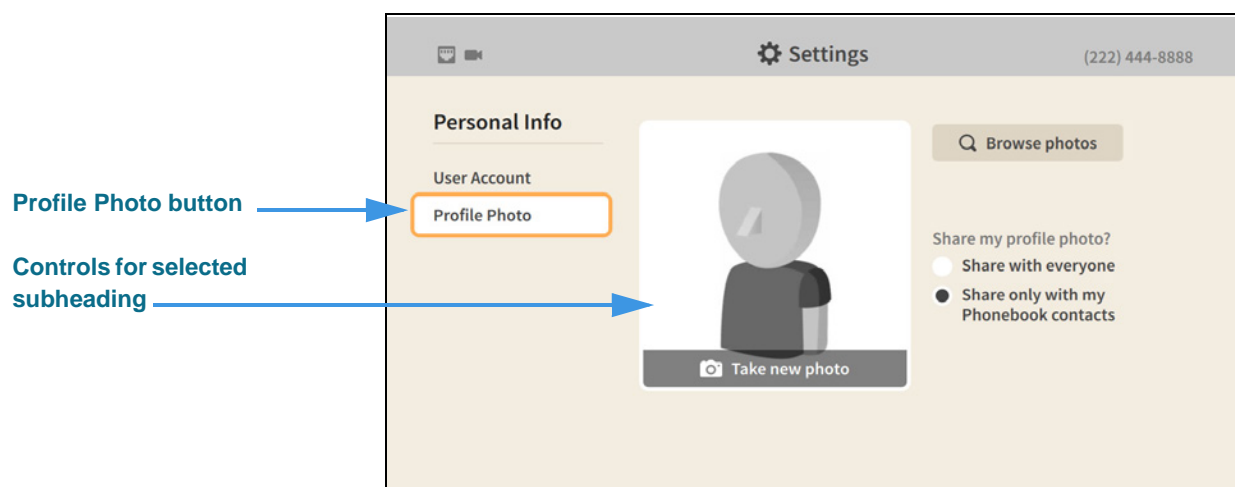 Settings
(222) 444-8888
Personal Info
User Account
Profile Photo
Profile Photo button
Controls for selected
subheading
Take new photo
Browse photos
Share my profile photo?
Share with everyone
Share only with my
Phonebook contacts